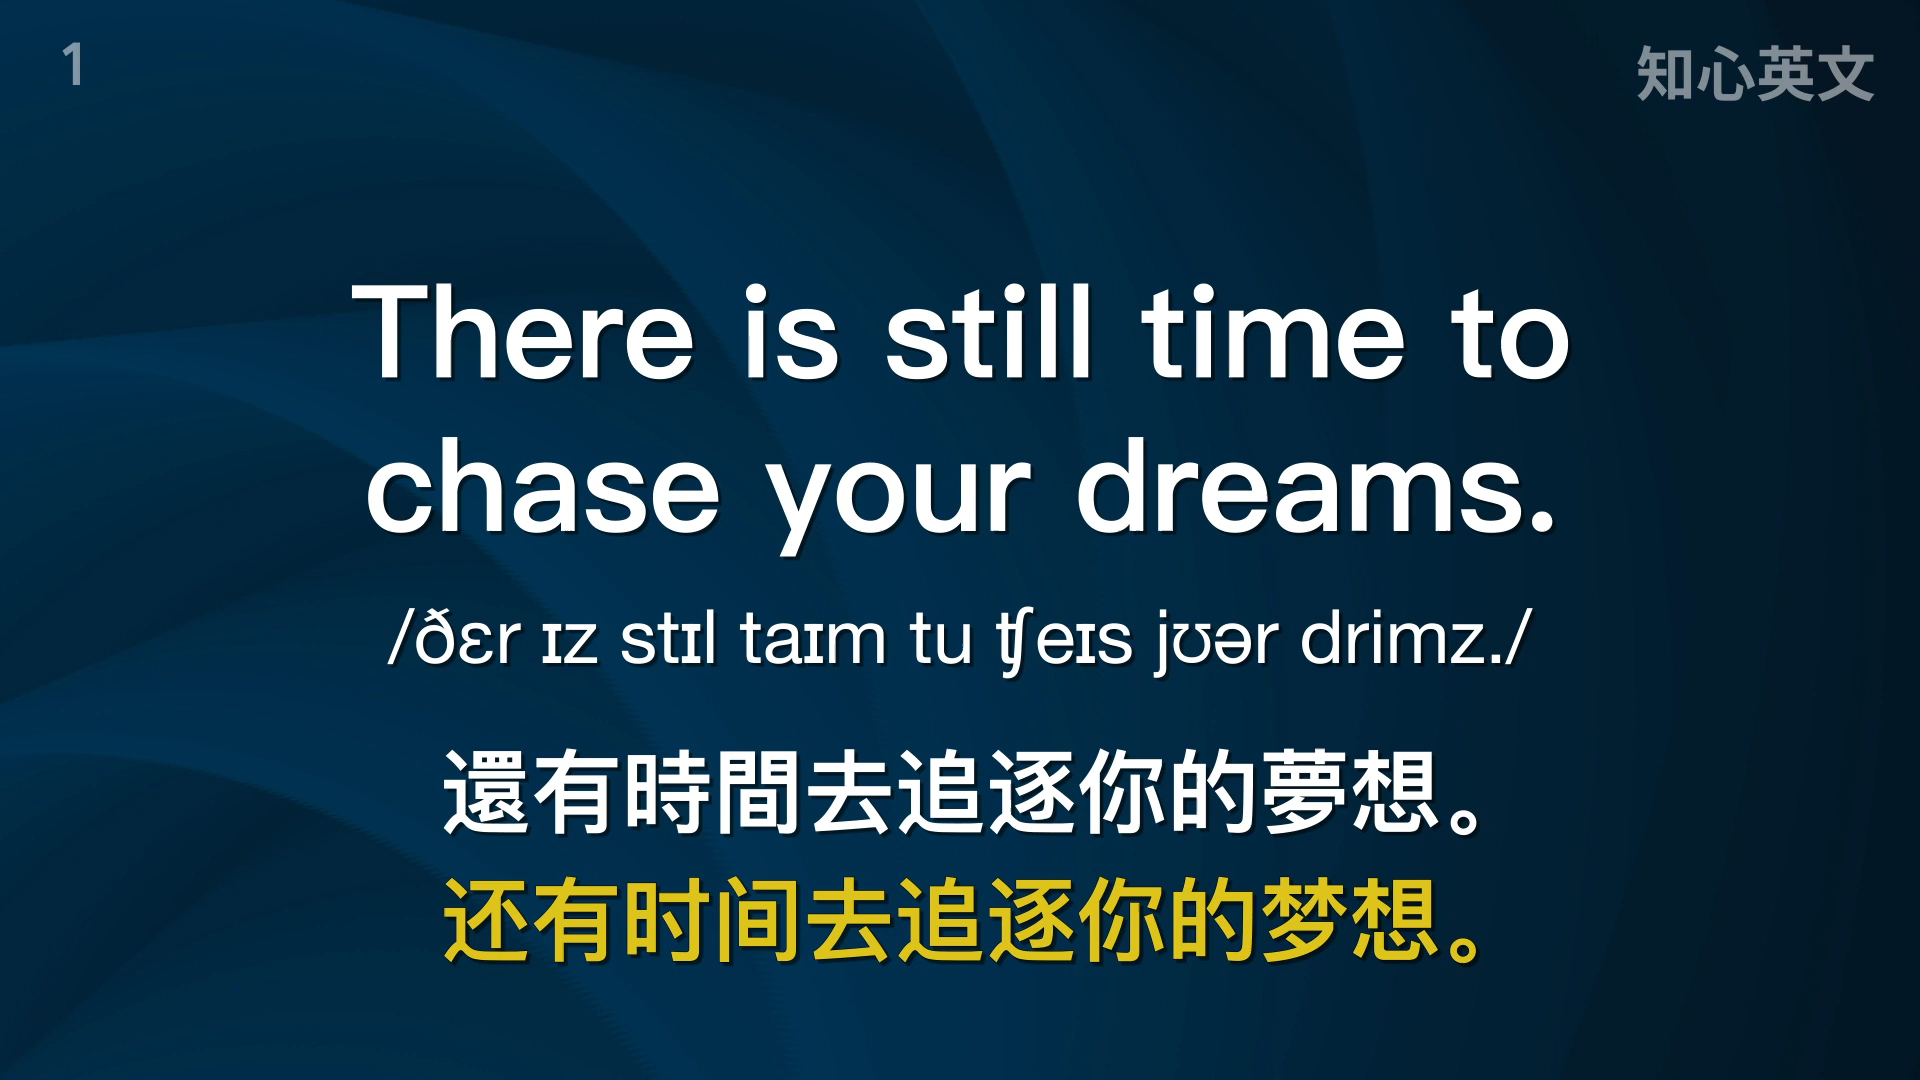 1
知心英文
There is still time to
chase your dreams.
/ðɛr ɪz stɪl taɪm tu ʧeɪs jʊər drimz./
還有時間去追逐你的夢想。
还有时间去追逐你的梦想。